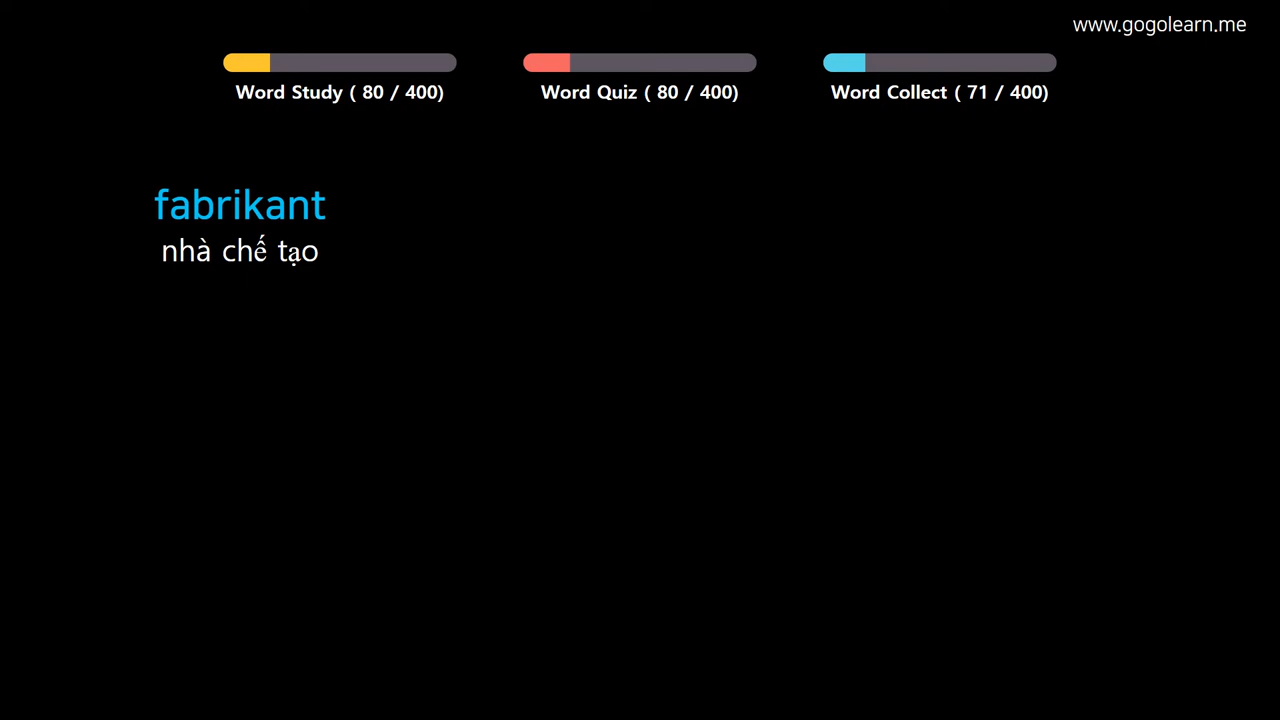 www.gogolearn.me
Word Study ( 80 / 400)
Word Quiz ( 80 / 400)
Word Collect ( 71 / 400)
fabrikant
nhà chế tạo